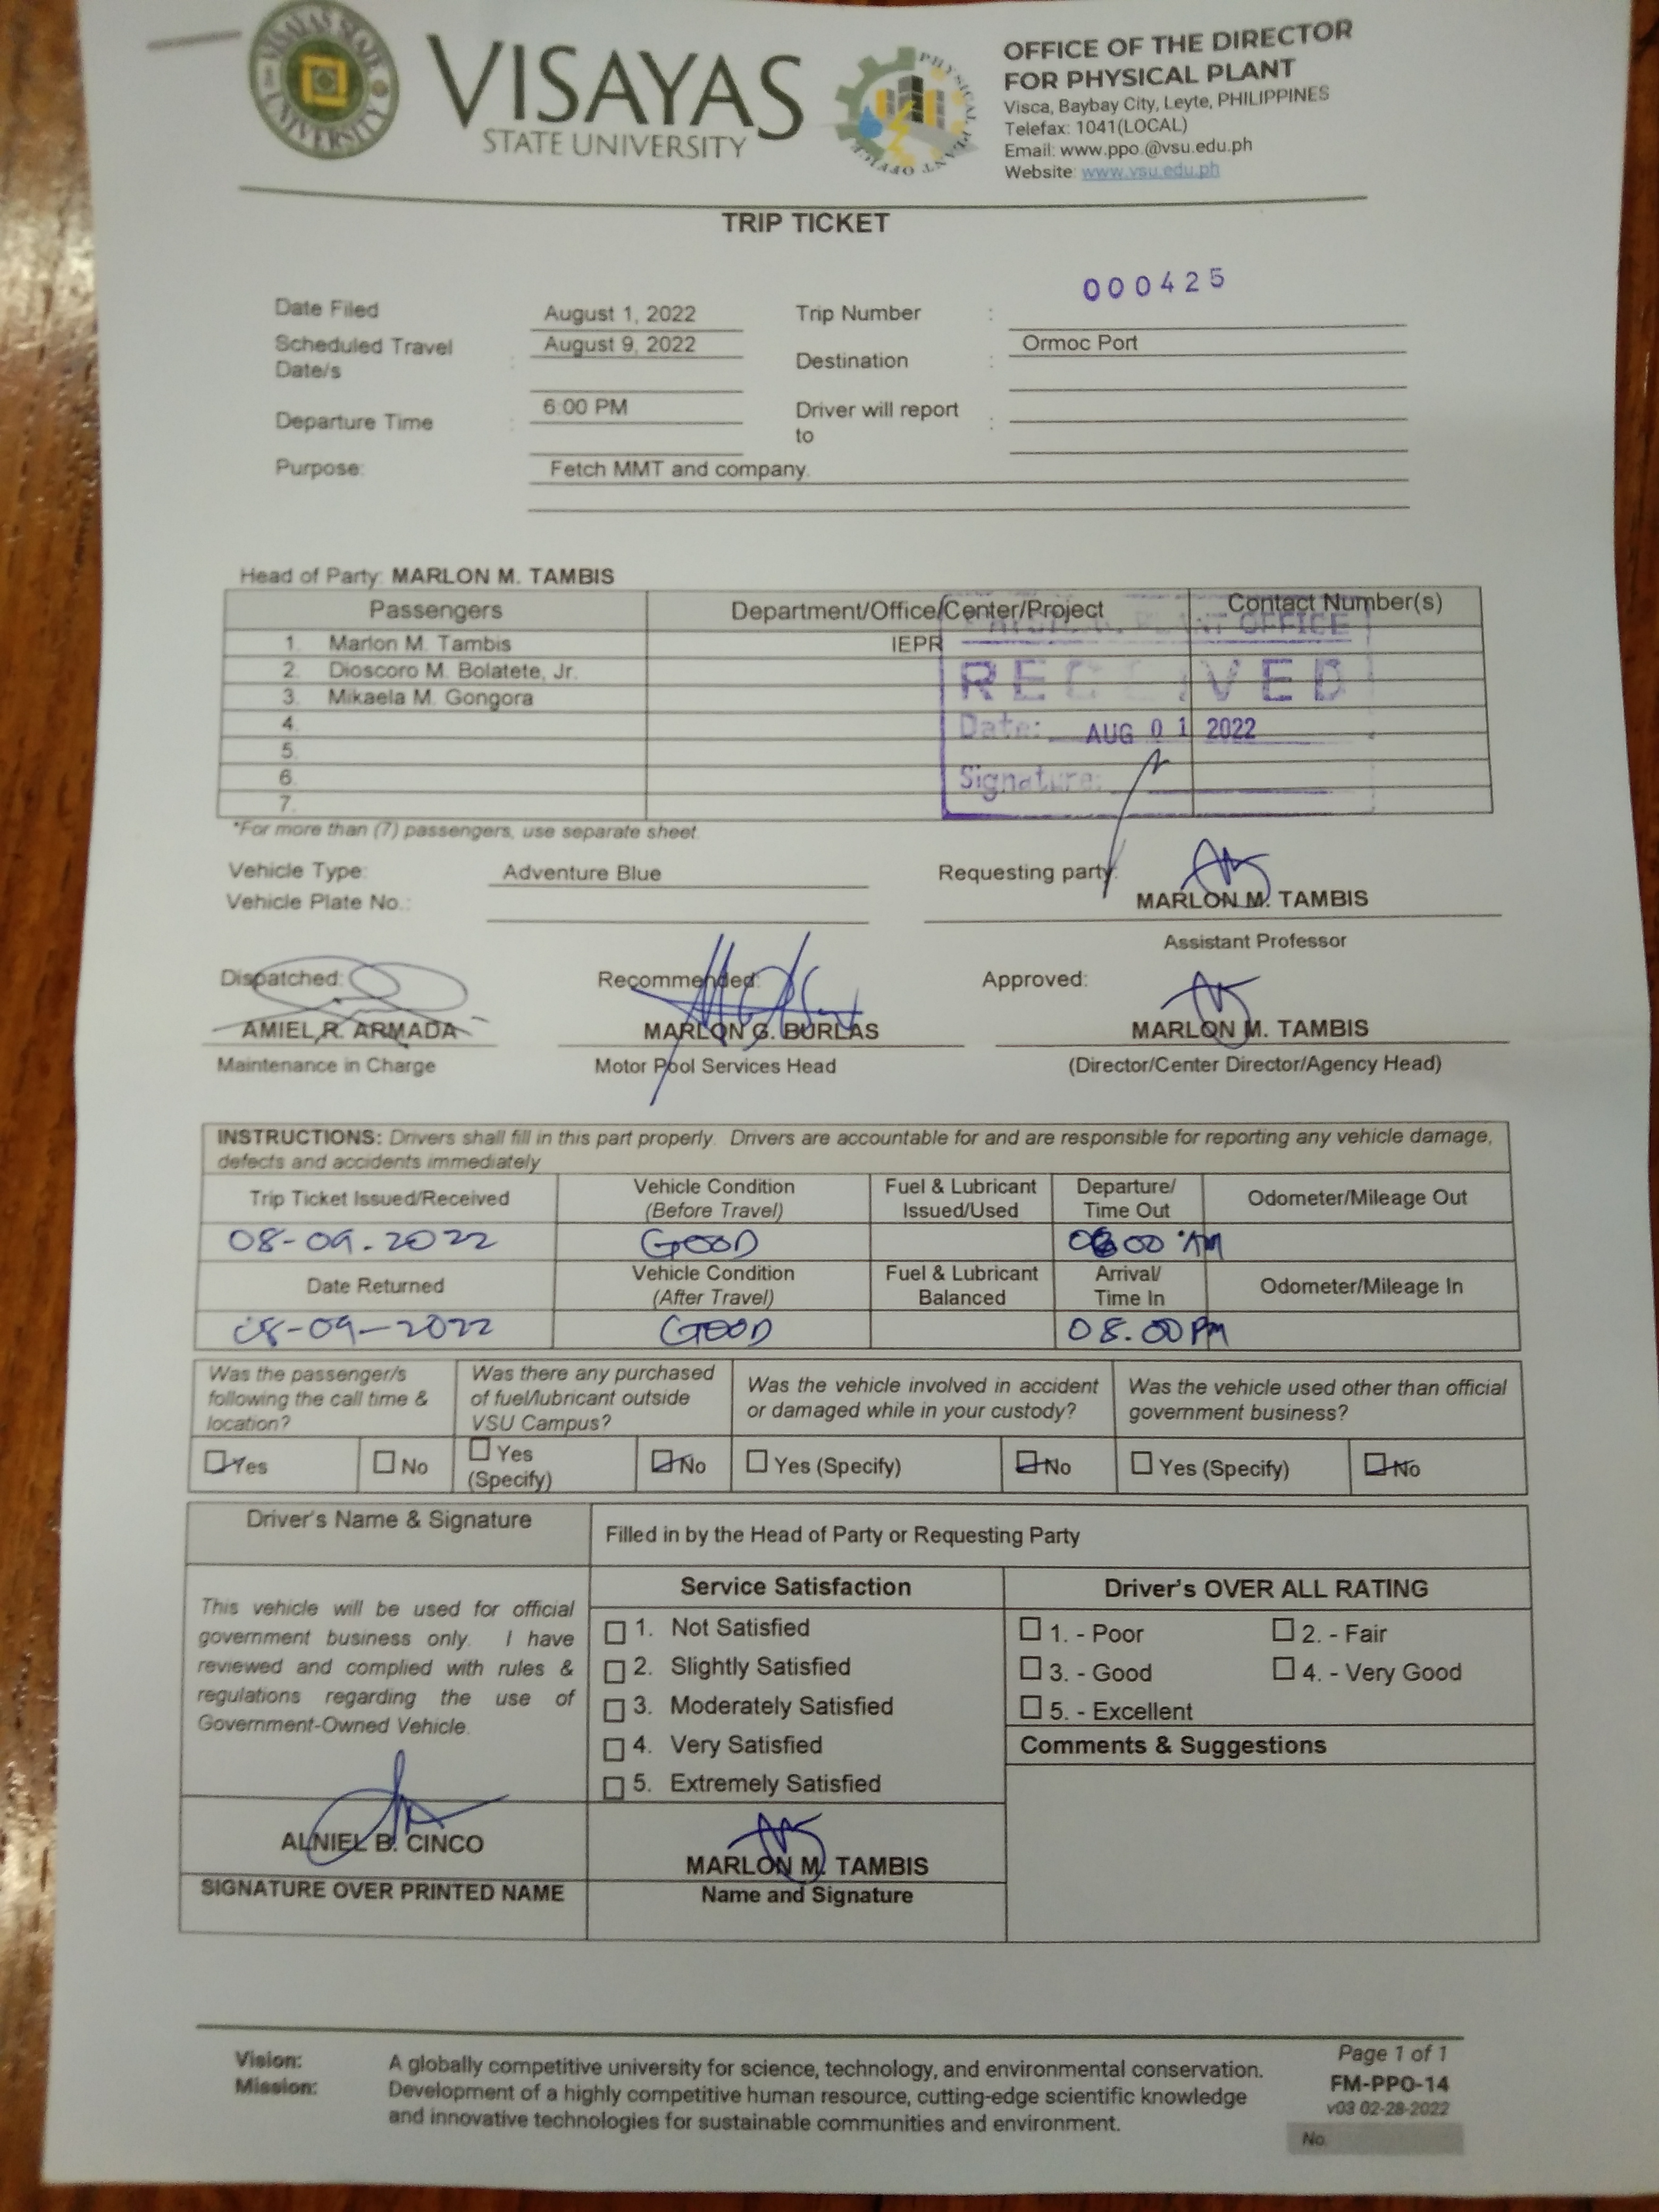 VISAYAS STATE UNIVERSITY
VISAYAS
STATE UNIVERSITY
PHYSICAL PLANT OFFICE
OFFICE OF THE DIRECTOR
FOR PHYSICAL PLANT
Visca, Baybay City, Leyte, PHILIPPINES
Telefax: 1041(LOCAL)
Email: www.ppo.@vsu.edu.ph
Website: www.vsu.edu.ph
TRIP TICKET
000425
Date Filed August 1, 2022 Trip Number :
Scheduled Travel Date/s : August 9, 2022 Destination : Ormoc Port
Departure Time : 6:00 PM Driver will report to :
Purpose: Fetch MMT and company.
Head of Party: MARLON M. TAMBIS
Passengers Department/Office/Center/Project Contact Number(s)
1. Marlon M. Tambis IEPR
2. Dioscoro M. Bolatete, Jr.
3. Mikaela M. Gongora
4.
5.
6.
7.
PLANT OFFICE
RECEIVED
Date: AUG 01 2022
Signature:
*For more than (7) passengers, use separate sheet
Vehicle Type: Adventure Blue Requesting party:
Vehicle Plate No.: MARLON M. TAMBIS
Assistant Professor
Dispatched: Recommended: Approved:
AMIEL R. ARMADA MARLON G. BURLAS MARLON M. TAMBIS
Maintenance in Charge Motor Pool Services Head (Director/Center Director/Agency Head)
INSTRUCTIONS: Drivers shall fill in this part properly. Drivers are accountable for and are responsible for reporting any vehicle damage,
defects and accidents immediately
Trip Ticket Issued/Received Vehicle Condition (Before Travel) Fuel & Lubricant Issued/Used Departure/ Time Out Odometer/Mileage Out
08-09-2022 GOOD 00 AM
Date Returned Vehicle Condition (After Travel) Fuel & Lubricant Balanced Arrival/ Time In Odometer/Mileage In
08-09-2022 GOOD 08.00 PM
Was the passenger/s following the call time & location? Was there any purchased of fuel/lubricant outside VSU Campus? Was the vehicle involved in accident or damaged while in your custody? Was the vehicle used other than official government business?
Yes No Yes (Specify) No Yes (Specify) No Yes (Specify) No
Driver's Name & Signature Filled in by the Head of Party or Requesting Party
Service Satisfaction Driver's OVER ALL RATING
This vehicle will be used for official
government business only. I have
reviewed and complied with rules &
regulations regarding the use of
Government-Owned Vehicle.
1. Not Satisfied
2. Slightly Satisfied
3. Moderately Satisfied
4. Very Satisfied
5. Extremely Satisfied
1. - Poor 2. - Fair
3. - Good 4. - Very Good
5. - Excellent
Comments & Suggestions
ALNIEL B. CINCO
SIGNATURE OVER PRINTED NAME
MARLON M. TAMBIS
Name and Signature
Vision: A globally competitive university for science, technology, and environmental conservation.
Mission: Development of a highly competitive human resource, cutting-edge scientific knowledge
and innovative technologies for sustainable communities and environment.
Page 1 of 1
FM-PPO-14
v03 02-28-2022
No.